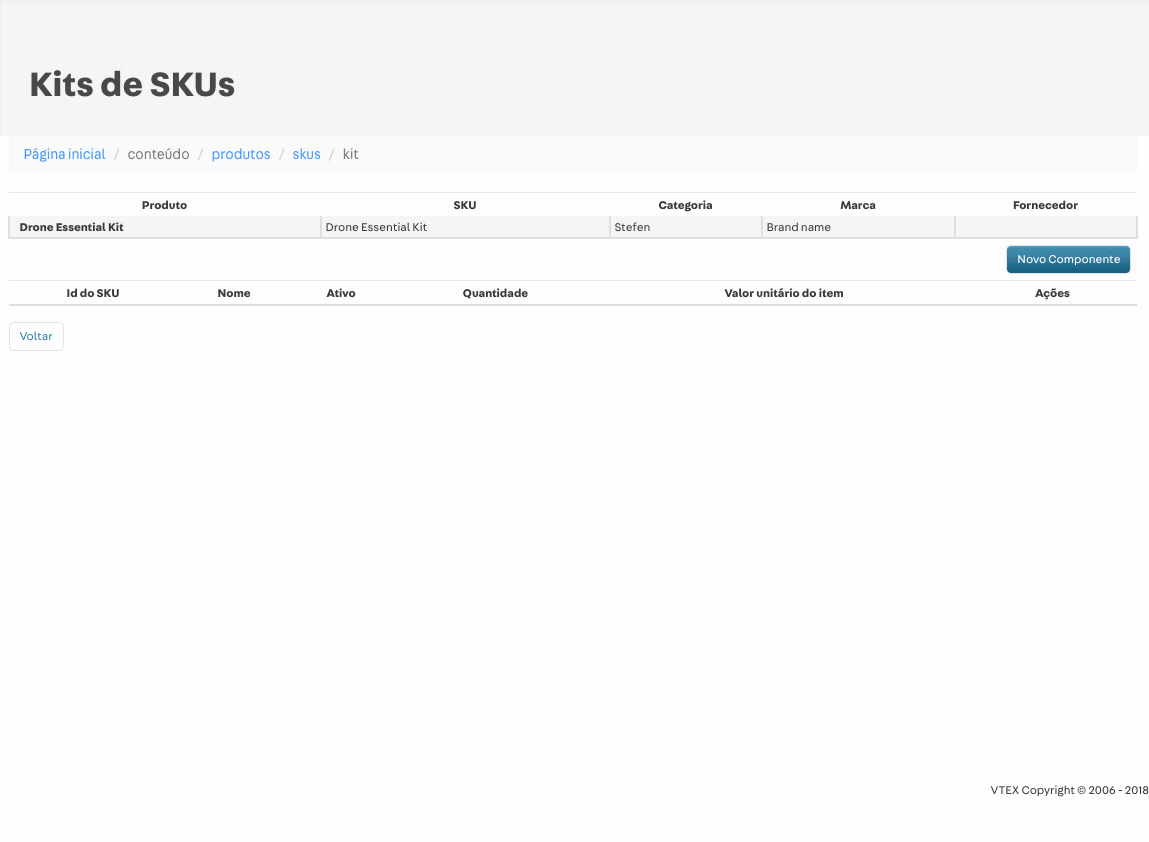 Kits de SKUs
Página inicial / conteúdo / produtos / skus / kit
Produto SKU Categoria Marca Fornecedor
Drone Essential Kit Drone Essential Kit Stefen Brand name
Novo Componente
Id do SKU Nome Ativo Quantidade Valor unitário do item Ações
Voltar
VTEX Copyright © 2006 - 2018